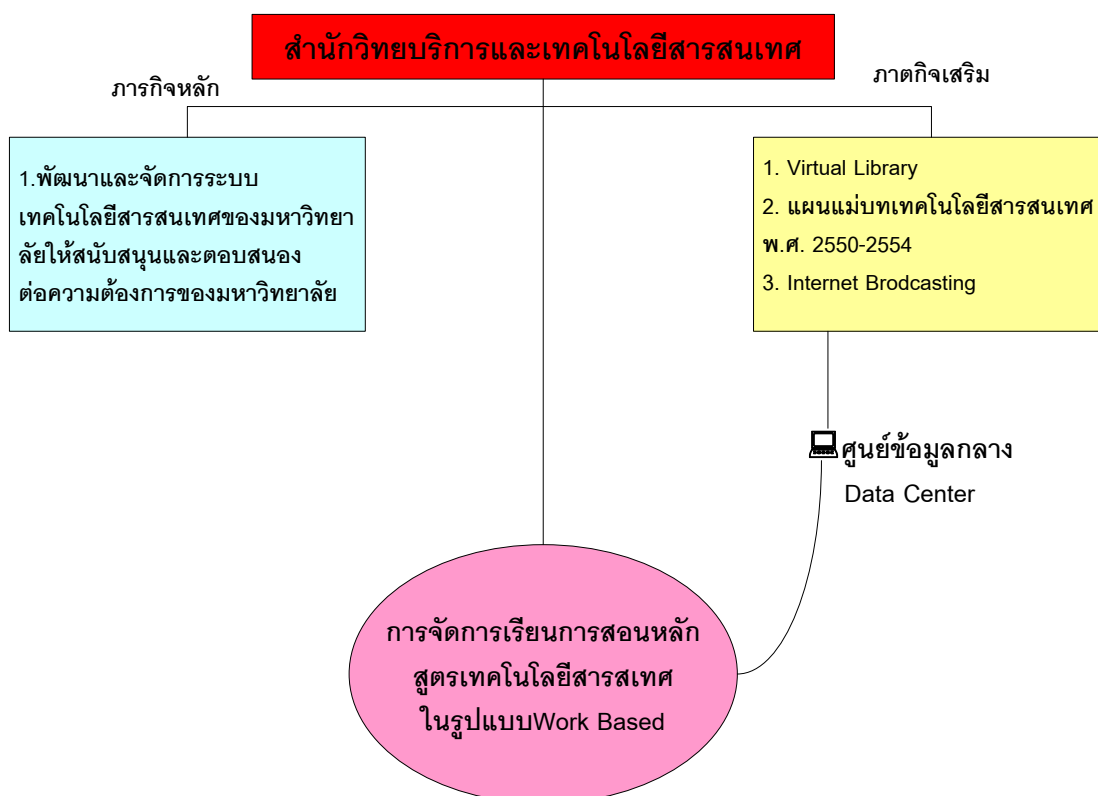 สำนักวิทยบริการและเทคโนโลยีสารสนเทศ
ภารกิจหลัก
ภาตกิจเสริม
1.พัฒนาและจัดการระบบ
เทคโนโลยีสารสนเทศของมหาวิทยา
ลัยให้สนับสนุนและตอบสนอง
ต่อความต้องการของมหาวิทยาลัย
1. Virtual Library
2. แผนแม่บทเทคโนโลยีสารสนเทศ
พ.ศ. 2550-2554
3. Internet Brodcasting
ศูนย์ข้อมูลกลาง
Data Center
การจัดการเรียนการสอนหลัก
สูตรเทคโนโลยีสารสเทศ
ในรูปแบบWork Based